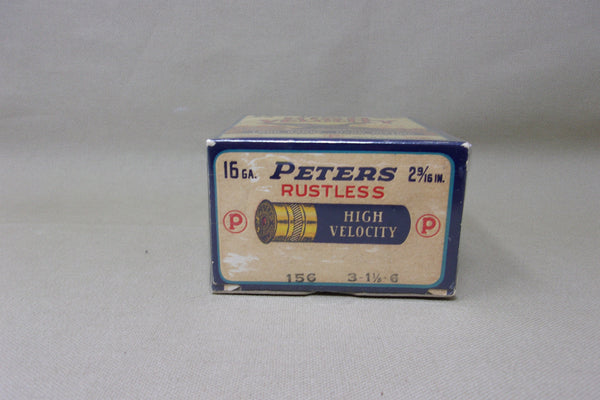 16 GA. PETERS 2 9/16 IN.
RUSTLESS
P HIGH P
VELOCITY
156 3-1⅛-6